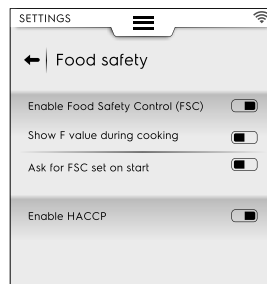 SETTINGS
Food safety
Enable Food Safety Control (FSC)
Show F value during cooking
Ask for FSC set on start
Enable HACCP